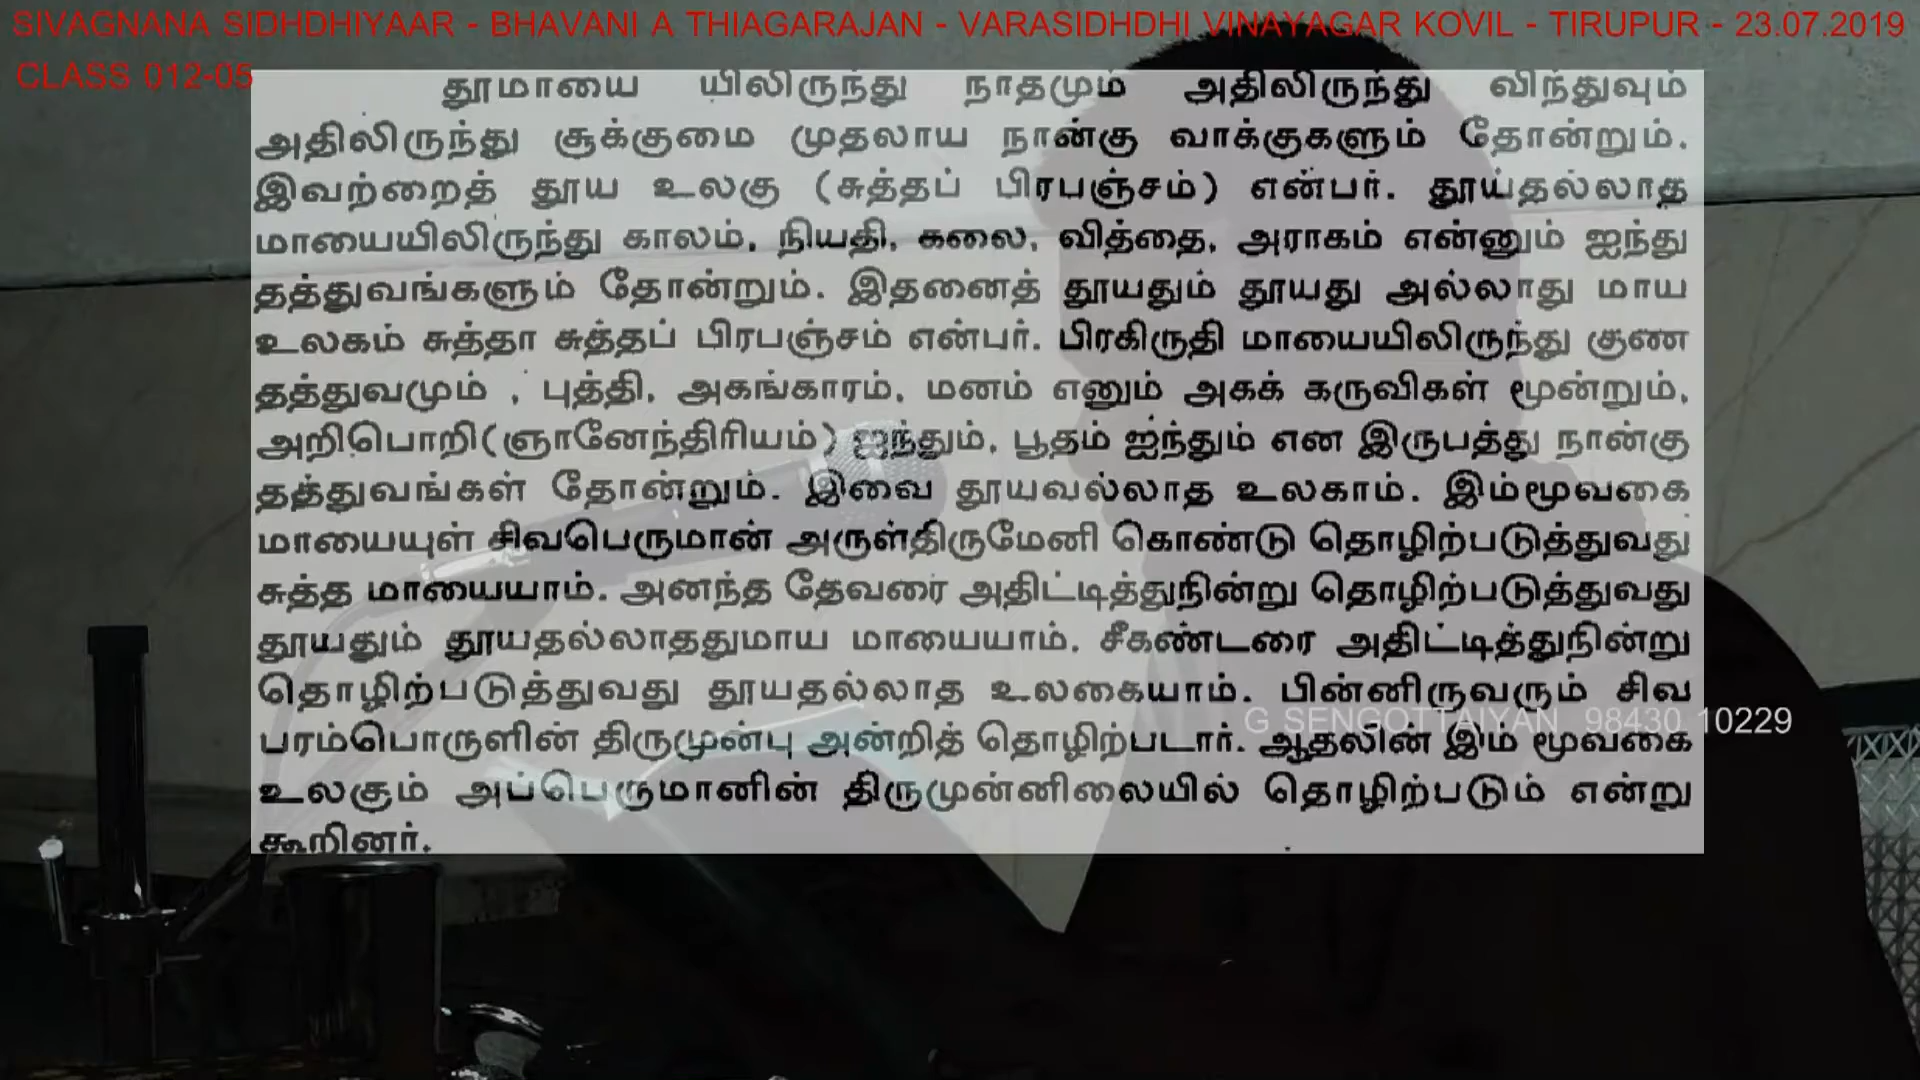 SIVAGNANA SIDHDHIYAAR - BHAVANI A THIAGARAJAN - VARASIDHDHI VINAYAGAR KOVIL - TIRUPUR - 23.07.2019
CLASS 012-05
தூமாயை யிலிருந்து நாதமும் அதிலிருந்து விந்துவும்
அதிலிருந்து சூக்குமை முதலாய நான்கு வாக்குகளும் தோன்றும்.
இவற்றைத் தூய உலகு (சுத்தப் பிரபஞ்சம்) என்பர். தூய்தல்லாத
மாயையிலிருந்து காலம், நியதி, கலை, வித்தை, அராகம் என்னும் ஐந்து
தத்துவங்களும் தோன்றும். இதனைத் தூயதும் தூயது அல்லாது மாய
உலகம் சுத்தா சுத்தப் பிரபஞ்சம் என்பர். பிரகிருதி மாயையிலிருந்து குண
தத்துவமும் , புத்தி, அகங்காரம், மனம் எனும் அகக் கருவிகள் மூன்றும்,
அறிபொறி(ஞானேந்திரியம்) ஐந்தும், பூதம் ஐந்தும் என இருபத்து நான்கு
தத்துவங்கள் தோன்றும். இவை தூயவல்லாத உலகாம். இம்மூவகை
மாயையுள் சிவபெருமான் அருள்திருமேனி கொண்டு தொழிற்படுத்துவது
சுத்த மாயையாம். அனந்த தேவரை அதிட்டித்துநின்று தொழிற்படுத்துவது
தூயதும் தூயதல்லாததுமாய மாயையாம். சீகண்டரை அதிட்டித்துநின்று
தொழிற்படுத்துவது தூயதல்லாத உலகையாம். பின்னிருவரும் சிவ
பரம்பொருளின் திருமுன்பு அன்றித் தொழிற்படார். ஆதலின் இம் மூவகை
உலகும் அப்பெருமானின் திருமுன்னிலையில் தொழிற்படும் என்று
கூறினர்.
G SENGOTTAIYAN 98430 10229